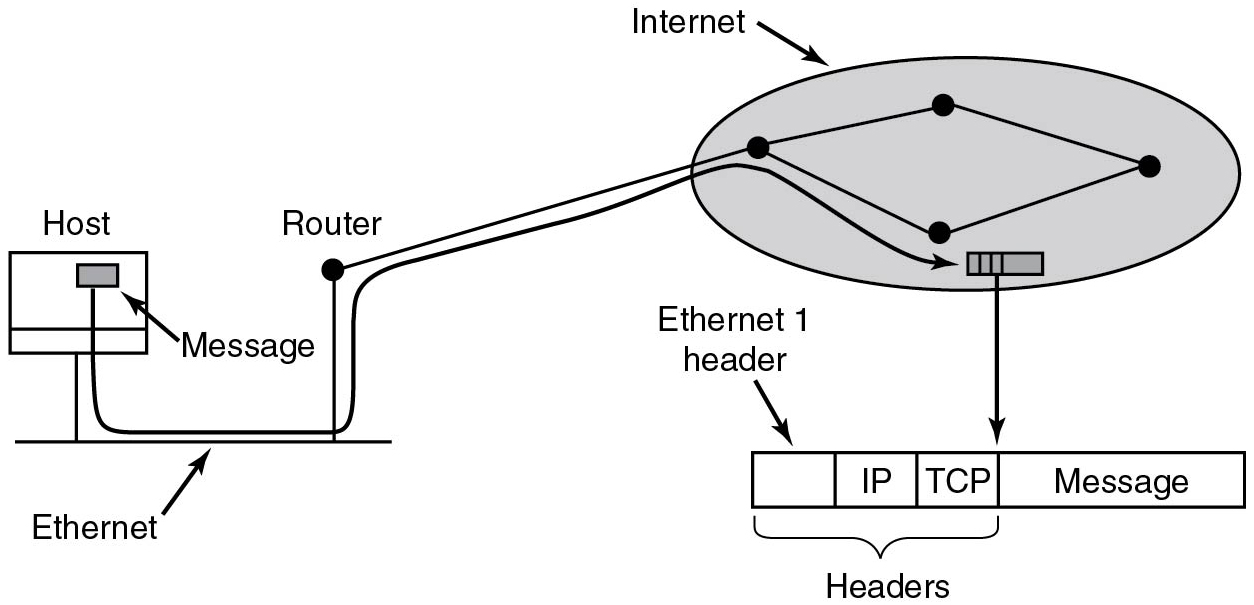 Internet
Host
Router
Message
Ethernet 1
header
IP
TCP
Message
Ethernet
Headers